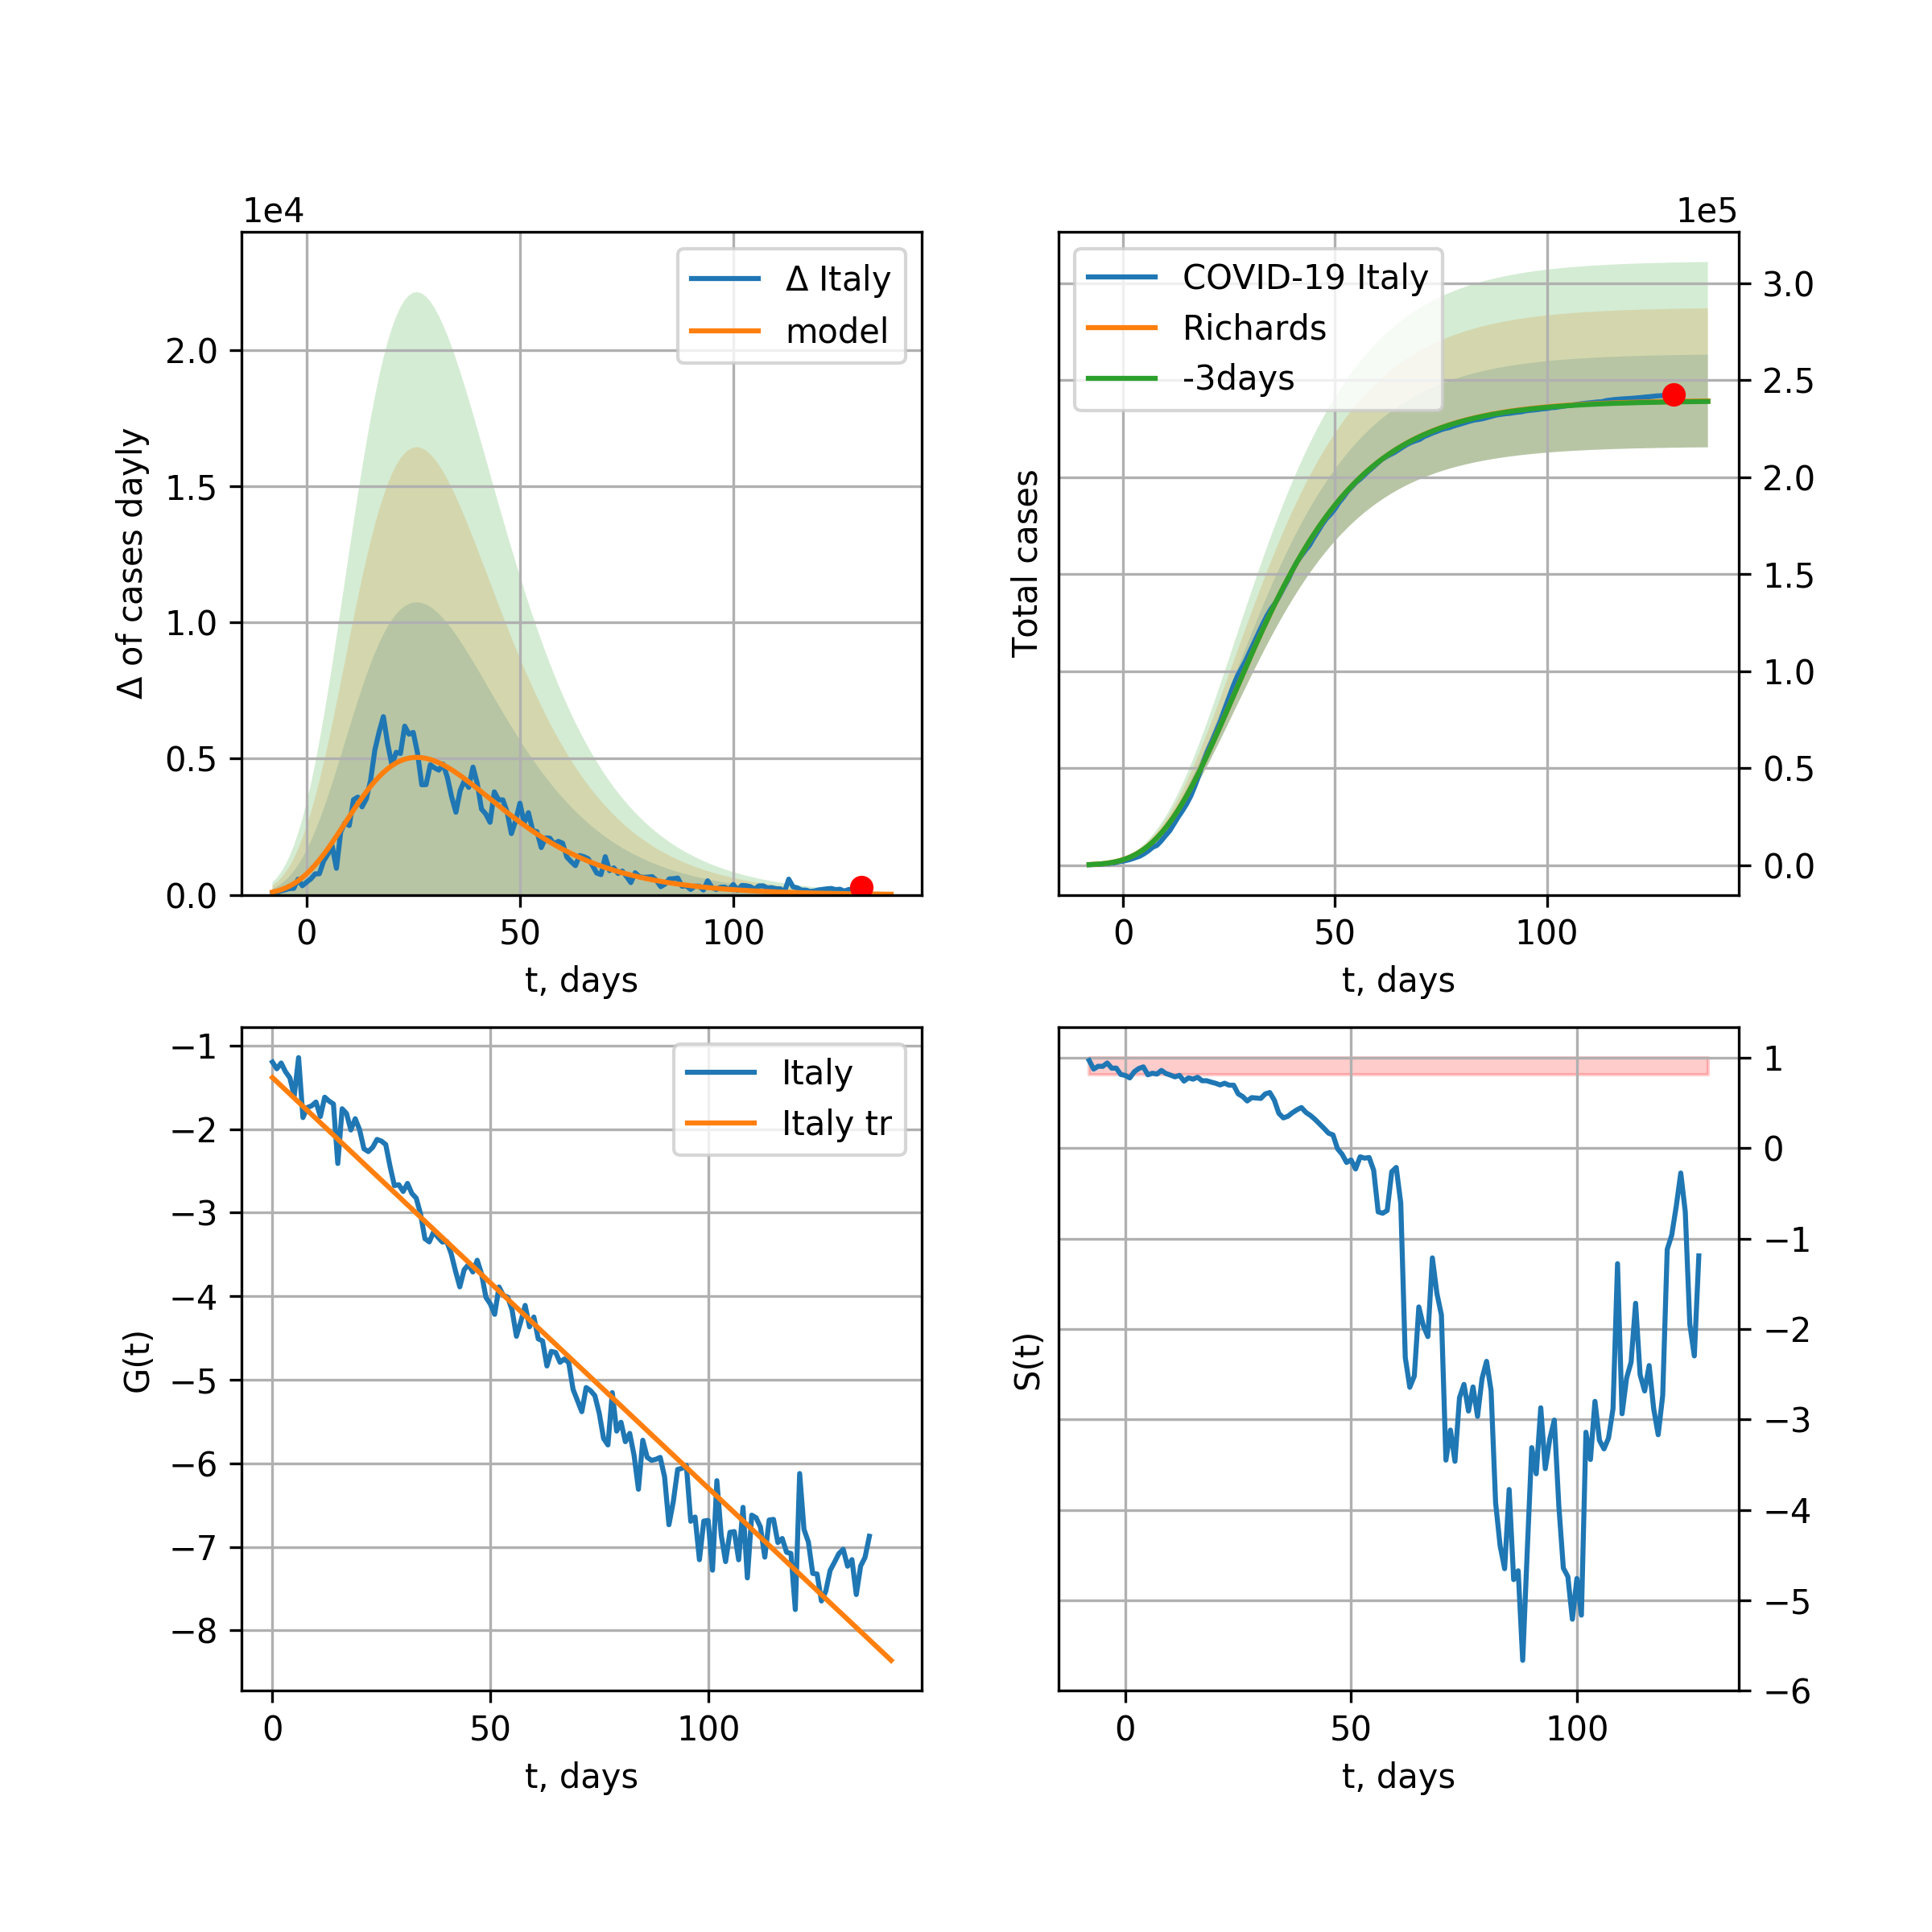 1e4
Δ of cases dayly
2.0
1.5
1.0
0.5
0.0
0 50 100
t, days
Δ Italy
model
1e5
Total cases
3.0
2.5
2.0
1.5
1.0
0.5
0.0
0 50 100
t, days
COVID-19 Italy
Richards
-3days
G(t)
−1
−2
−3
−4
−5
−6
−7
−8
0 50 100
t, days
Italy
Italy tr
S(t)
1
0
−1
−2
−3
−4
−5
−6
0 50 100
t, days